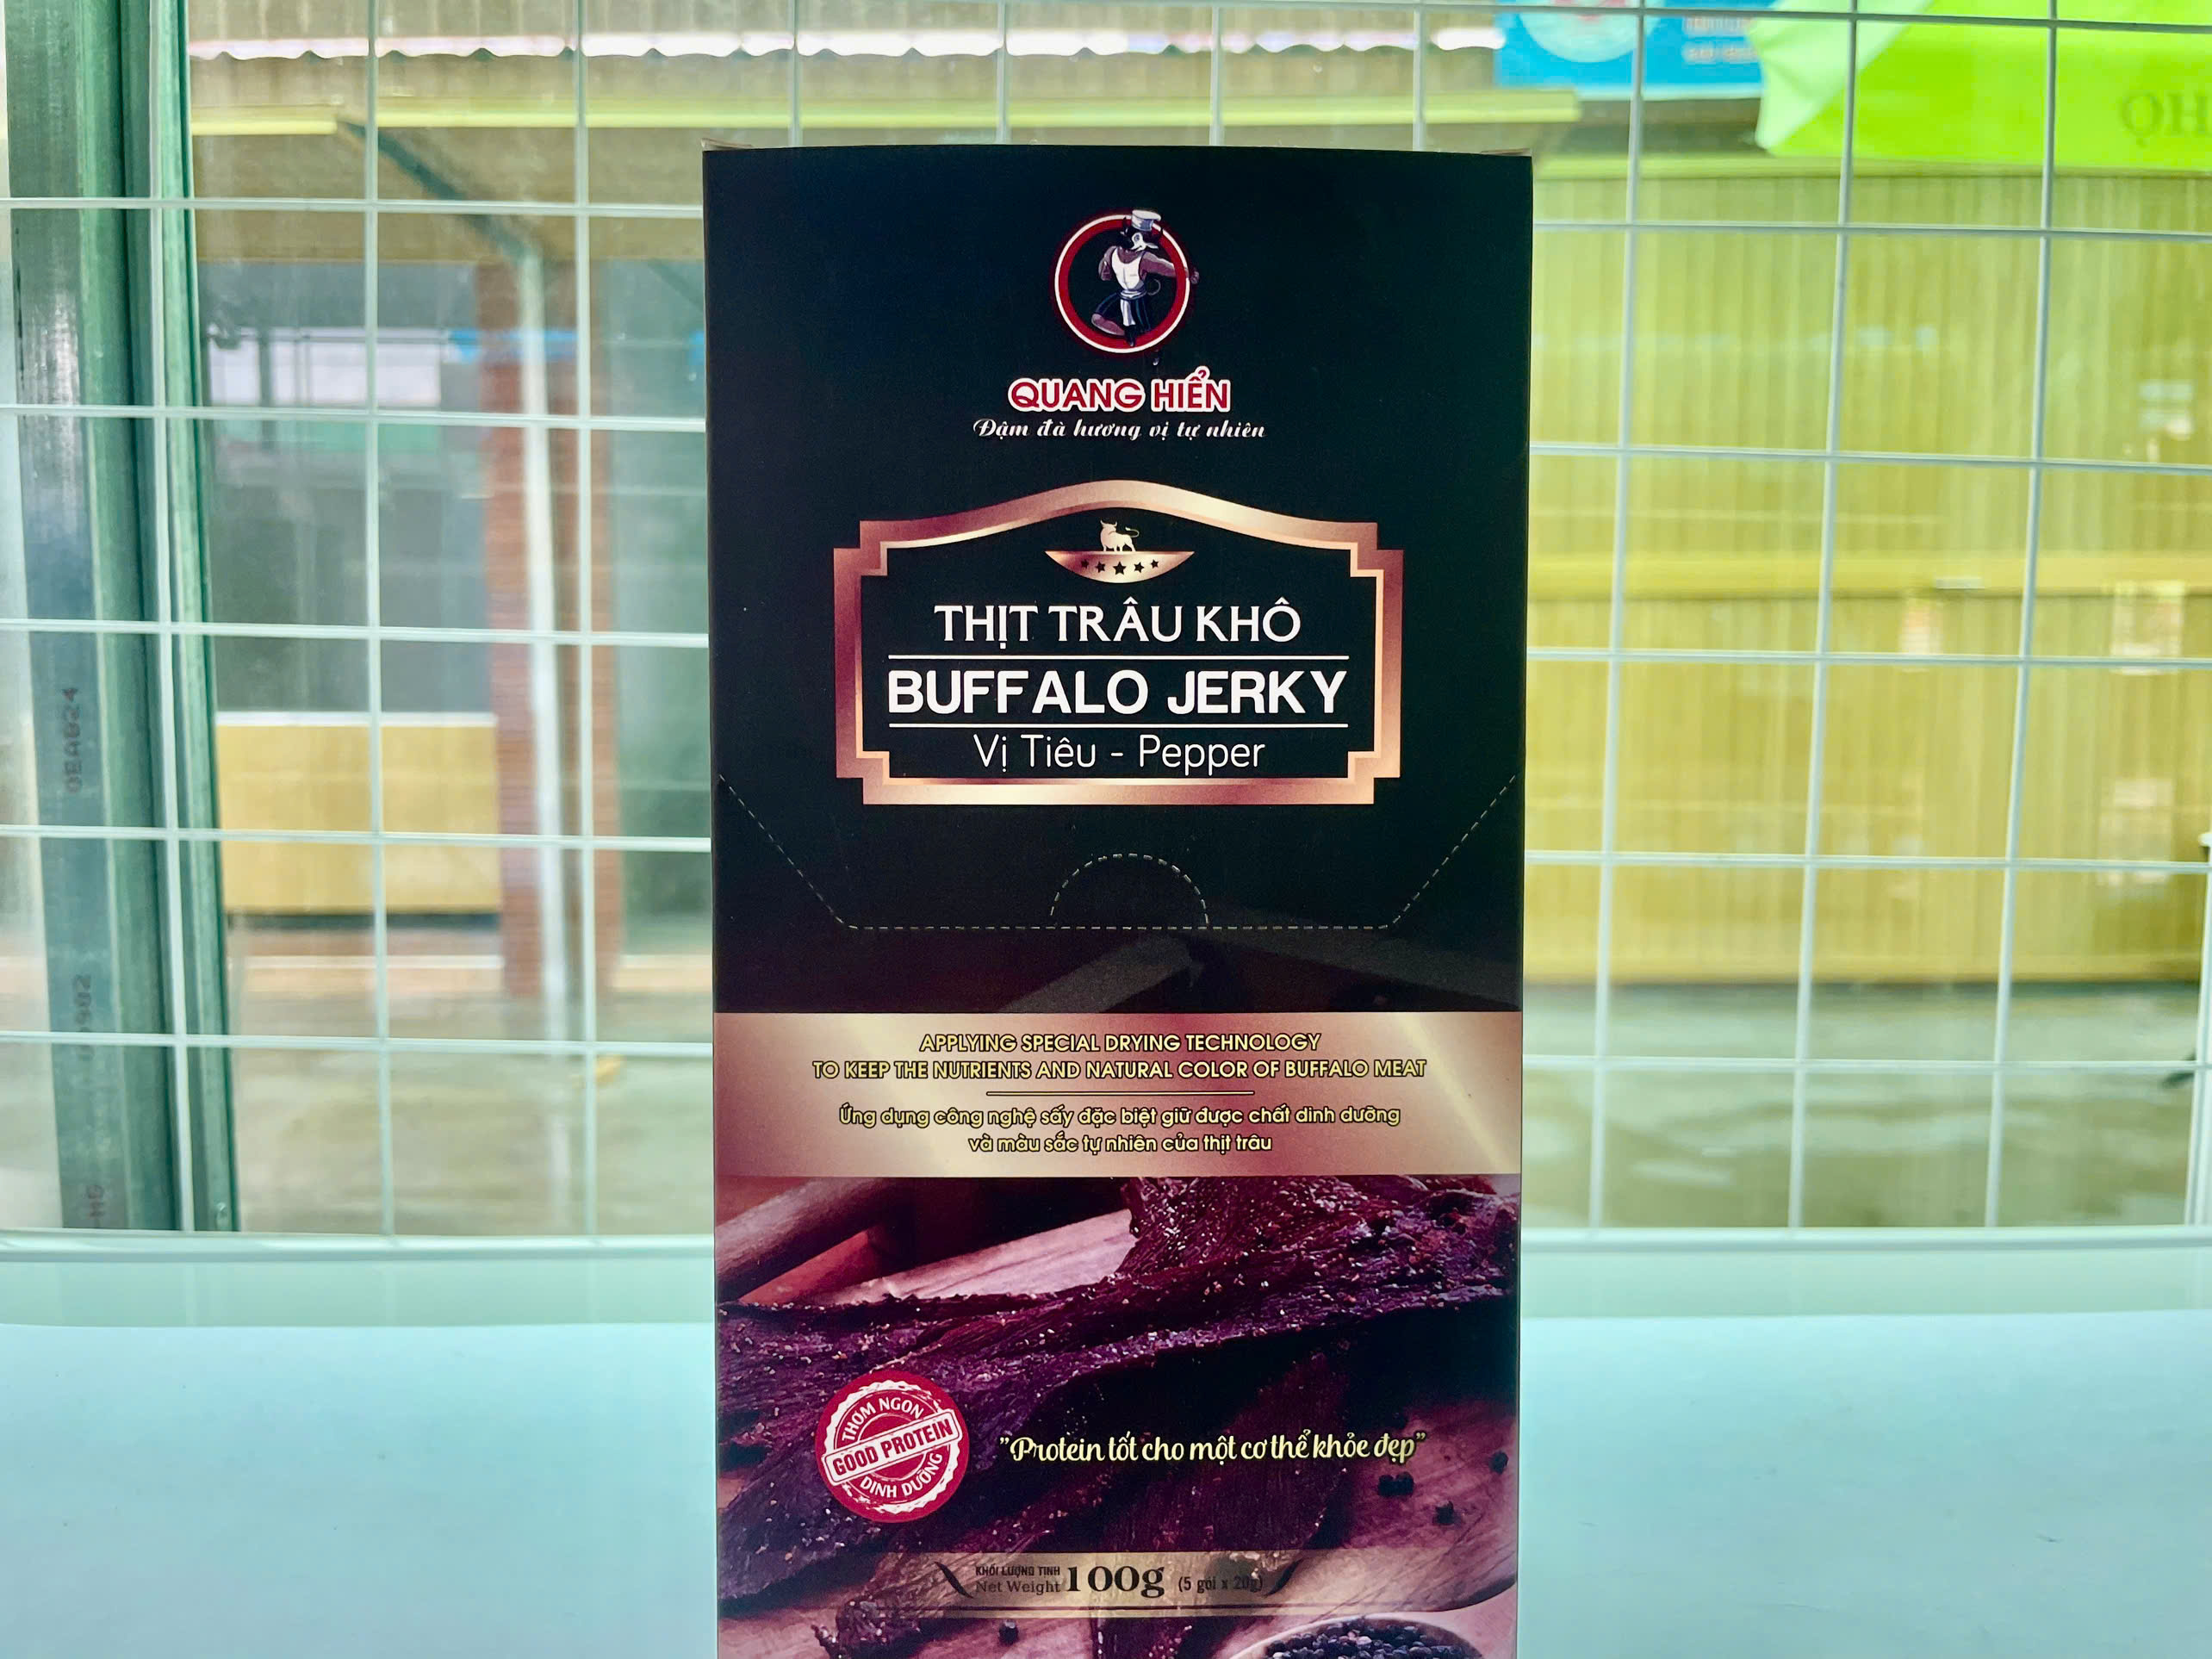 QUANG HIỂN
Đậm đà hương vị tự nhiên
THỊT TRÂU KHÔ
BUFFALO JERKY
Vị Tiêu - Pepper
APPLYING SPECIAL DRYING TECHNOLOGY
TO KEEP THE NUTRIENTS AND NATURAL COLOR OF BUFFALO MEAT
Ứng dụng công nghệ sấy đặc biệt giữ được chất dinh dưỡng
và màu sắc tự nhiên của thịt trâu
THƠM NGON
GOOD PROTEIN
DINH DƯỠNG
"Protein tốt cho một cơ thể khỏe đẹp"
KHỐI LƯỢNG TỊNH
Net Weight 100g (5 gói x 20g)